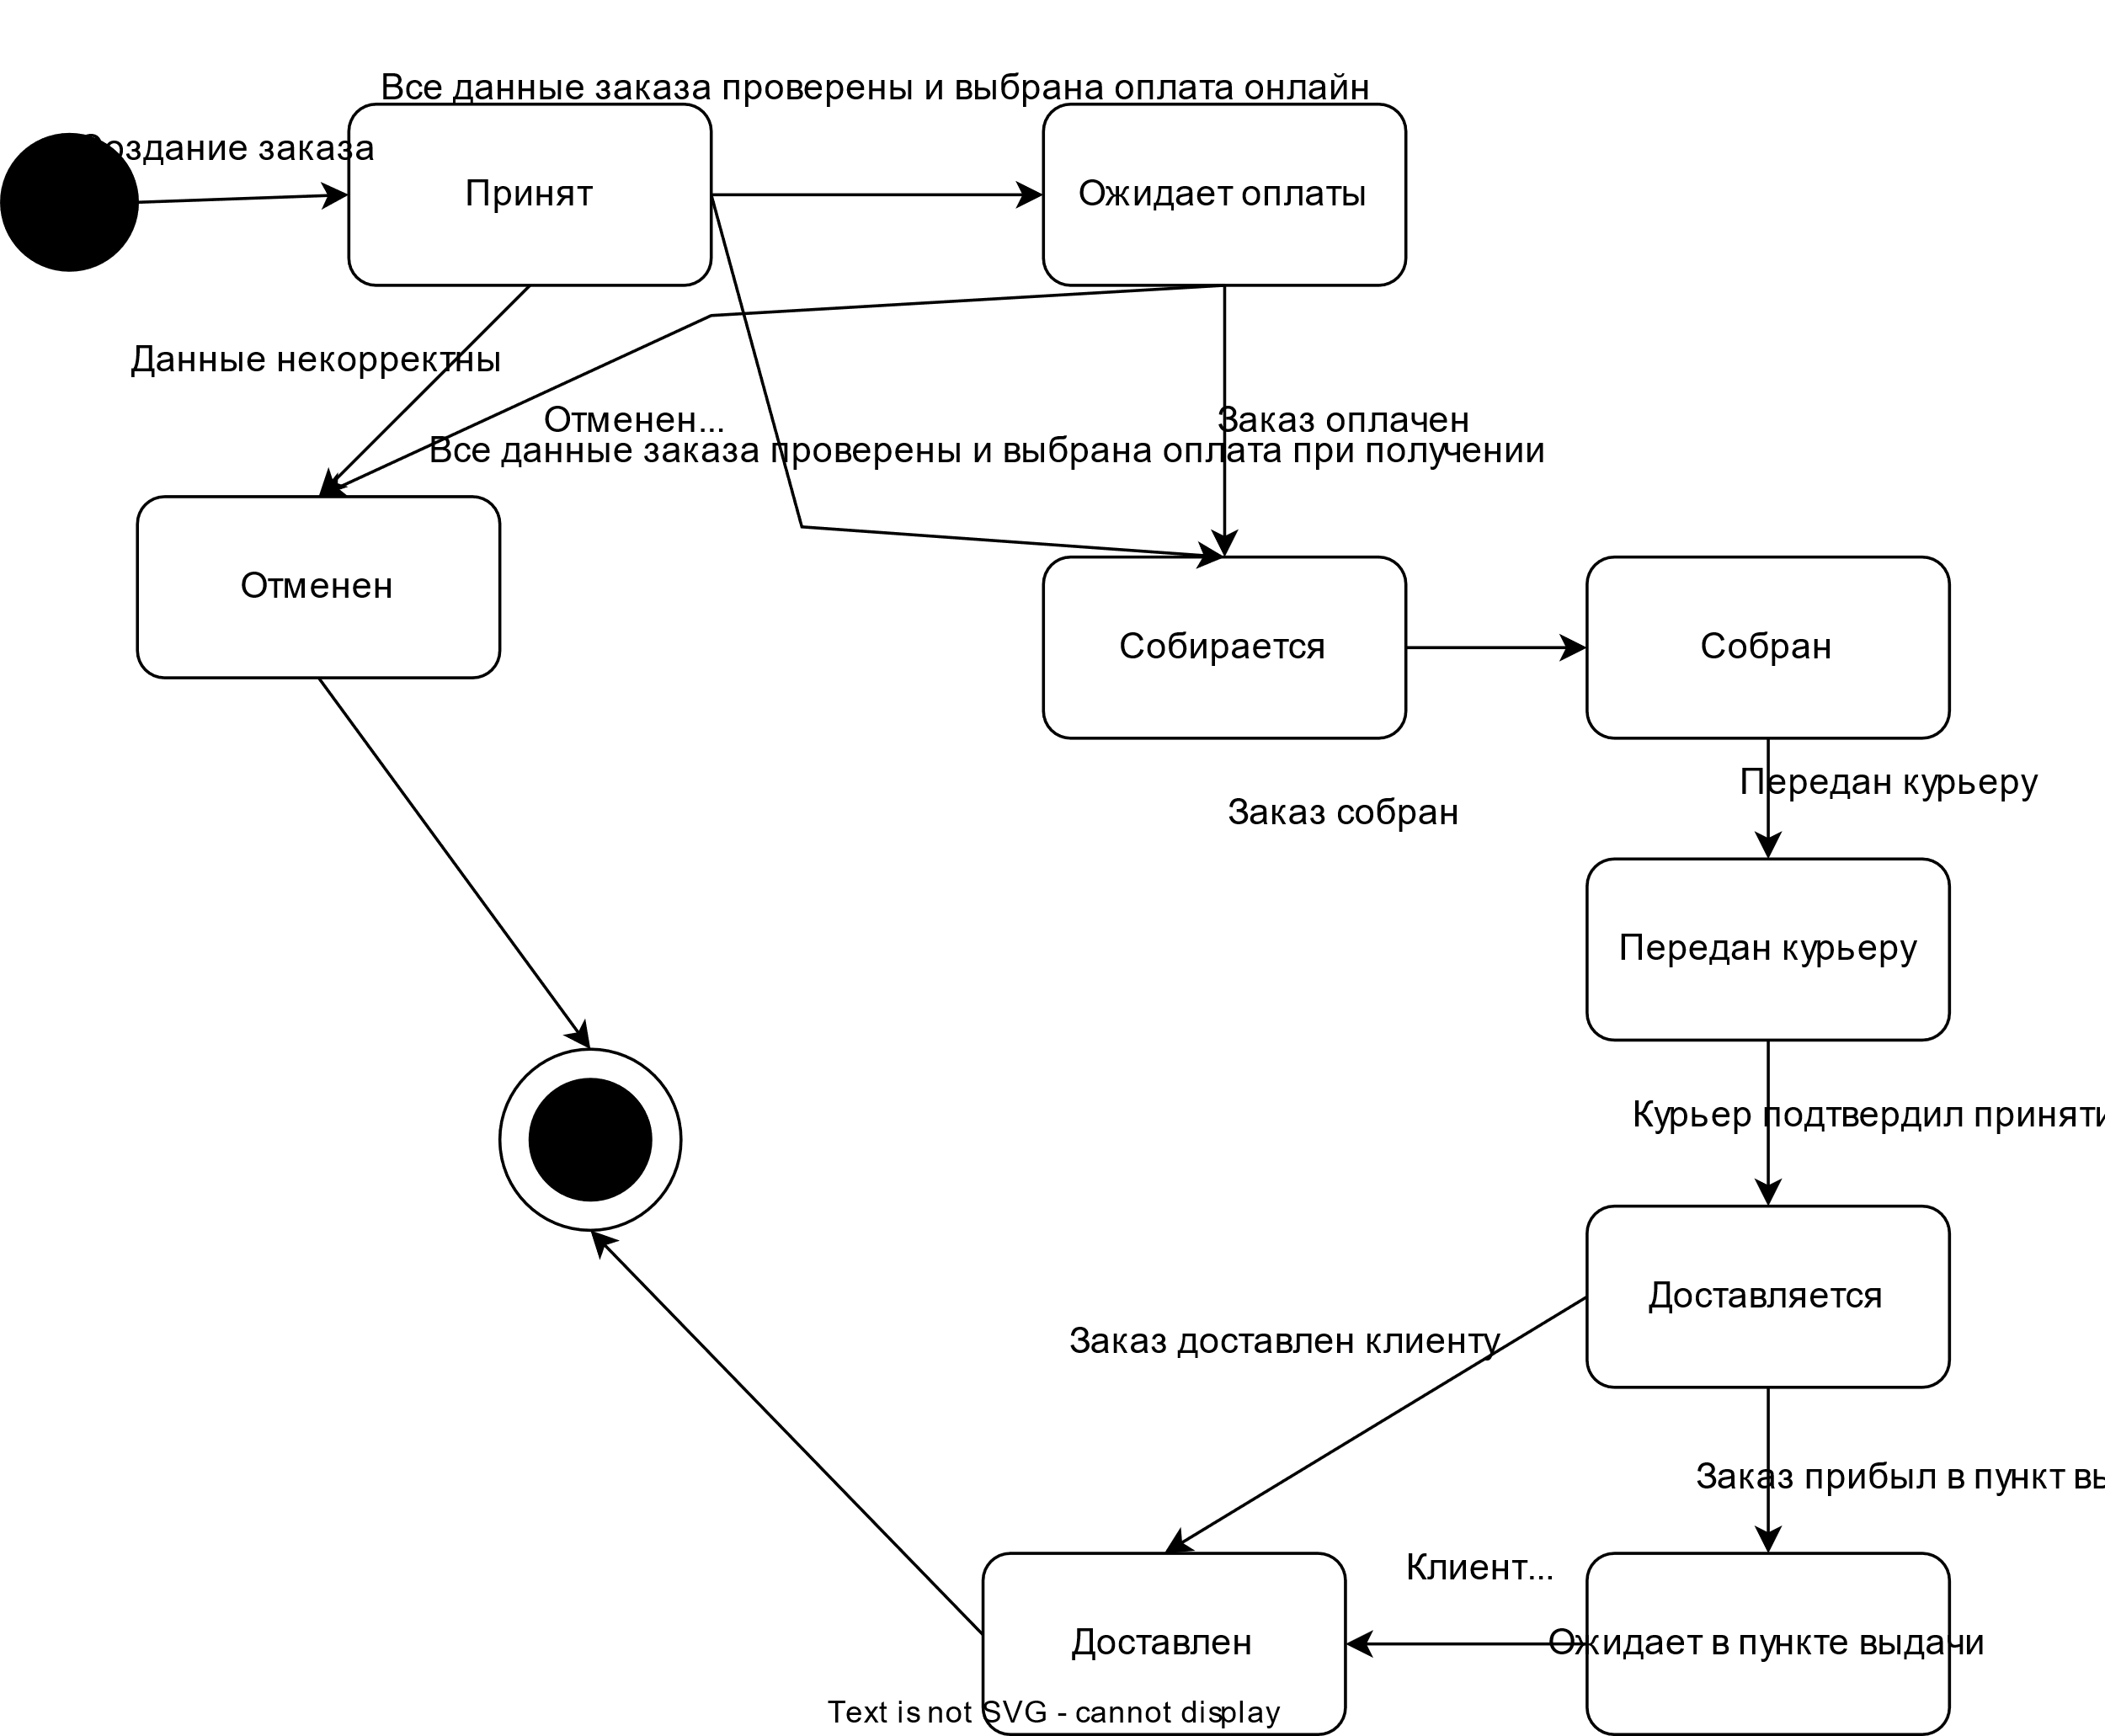 Все данные заказа проверены и выбрана оплата онлайн
Создание заказа
Принят
Ожидает оплаты
Данные некорректны
Отменен...
Заказ оплачен
Все данные заказа проверены и выбрана оплата при получении
Отменен
Собирается
Собран
Передан курьеру
Заказ собран
Передан курьеру
Курьер подтвердил
Доставляется
Заказ доставлен клиенту
Заказ прибыл в пункт
Клиент...
Доставлен
Ожидает в пункте выдачи
Text is not SVG - cannot display